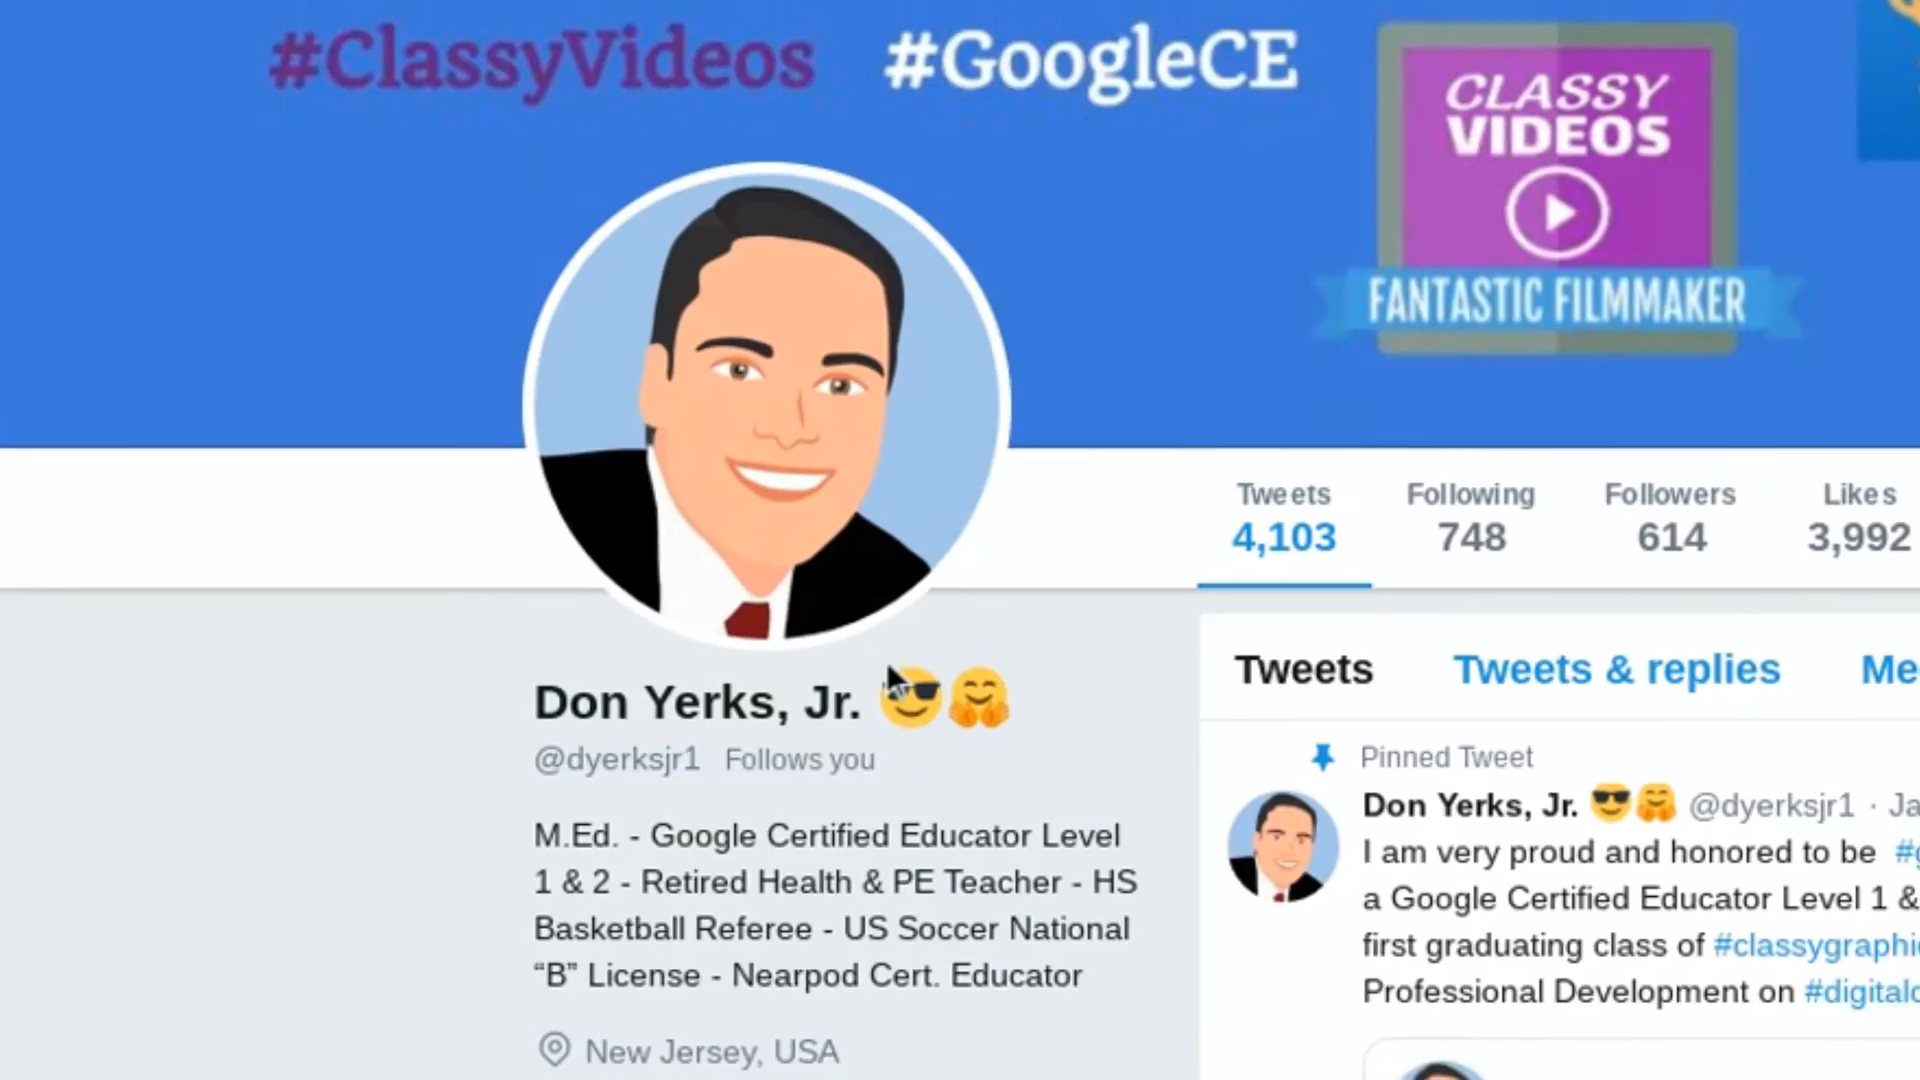 #ClassyVideos #GoogleCE
CLASSY
VIDEOS
FANTASTIC FILMMAKER
Tweets Following Followers Likes
4,103 748 614 3,992
Don Yerks, Jr. 😎🤗
@dyerksjr1 Follows you
M.Ed. - Google Certified Educator Level
1 & 2 - Retired Health & PE Teacher - HS
Basketball Referee - US Soccer National
“B” License - Nearpod Cert. Educator
New Jersey, USA
Tweets Tweets & replies Me
Pinned Tweet
Don Yerks, Jr. 😎🤗 @dyerksjr1 · Ja
I am very proud and honored to be #g
a Google Certified Educator Level 1 &
first graduating class of #classygraphic
Professional Development on #digitalc